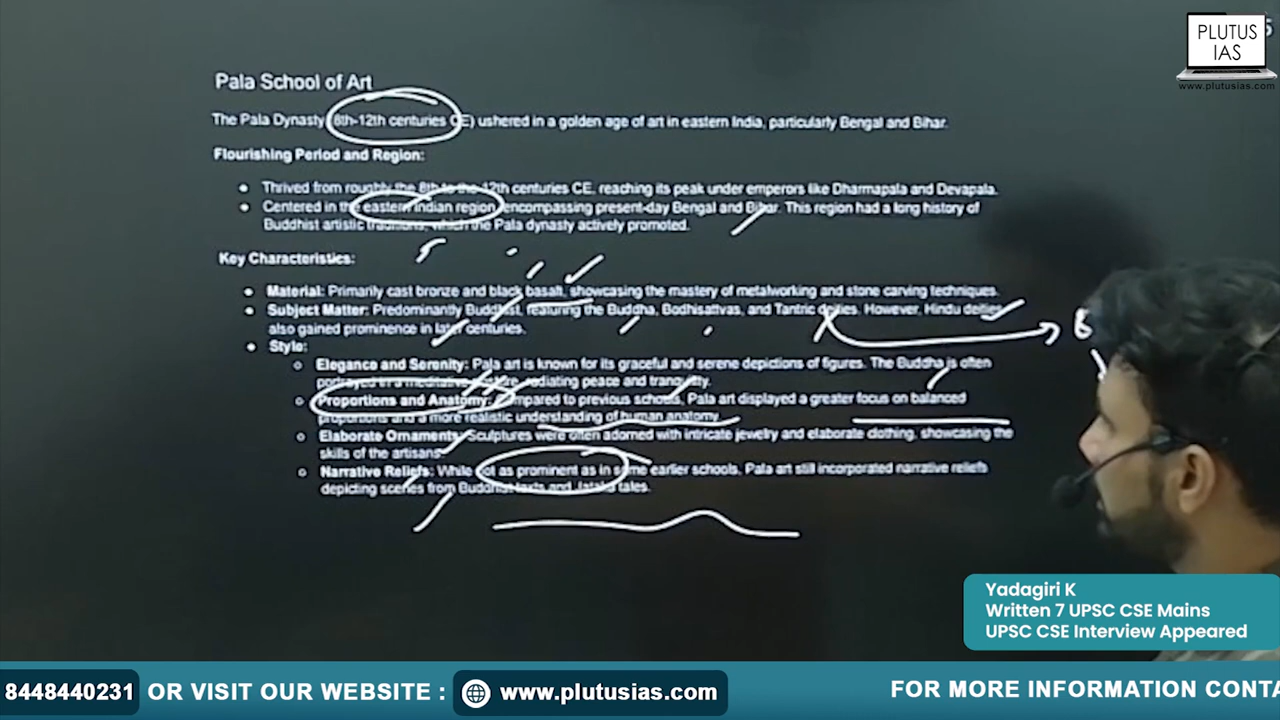 PLUTUS
IAS
www.plutusias.com
5
Pala School of Art
The Pala Dynasty (8th-12th centuries CE) ushered in a golden age of art in eastern India, particularly Bengal and Bihar.
Flourishing Period and Region:
• Thrived from roughly the 8th to the 12th centuries CE, reaching its peak under emperors like Dharmapala and Devapala.
• Centered in the eastern Indian region encompassing present-day Bengal and Bihar. This region had a long history of
Buddhist artistic traditions, which the Pala dynasty actively promoted.
Key Characteristics:
• Material: Primarily cast bronze and black basalt, showcasing the mastery of metalworking and stone carving techniques.
• Subject Matter: Predominantly Buddhist, featuring the Buddha, Bodhisattvas, and Tantric deities. However, Hindu deities
also gained prominence in later centuries.
• Style:
○ Elegance and Serenity: Pala art is known for its graceful and serene depictions of figures. The Buddha is often
portrayed in a meditative posture, radiating peace and tranquility.
○ Proportions and Anatomy: Compared to previous schools, Pala art displayed a greater focus on balanced
proportions and a more realistic understanding of human anatomy.
○ Elaborate Ornaments: Sculptures were often adorned with intricate jewelry and elaborate clothing, showcasing the
skills of the artisans.
○ Narrative Reliefs: While not as prominent as in some earlier schools, Pala art still incorporated narrative reliefs
depicting scenes from Buddhist texts and Jataka tales.
Yadagiri K
Written 7 UPSC CSE Mains
UPSC CSE Interview Appeared
8448440231 OR VISIT OUR WEBSITE : www.plutusias.com FOR MORE INFORMATION CONTA